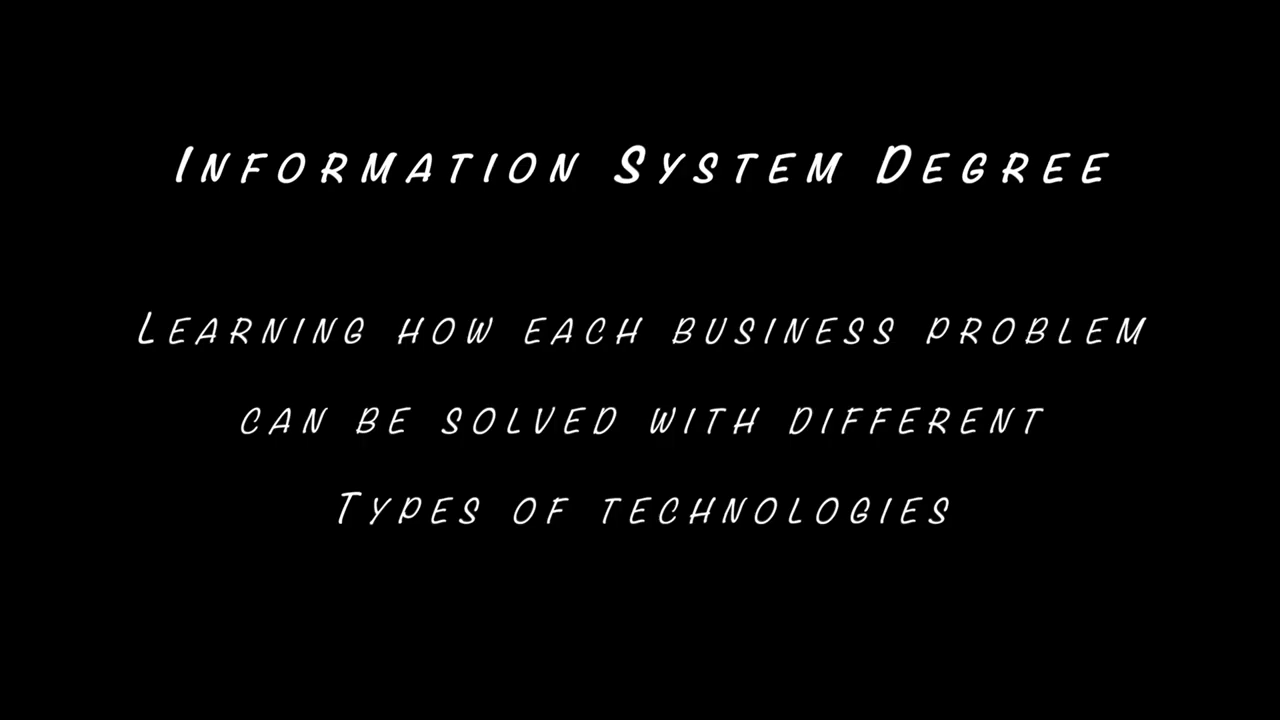 Information System Degree
Learning how each business problem
can be solved with different
Types of technologies